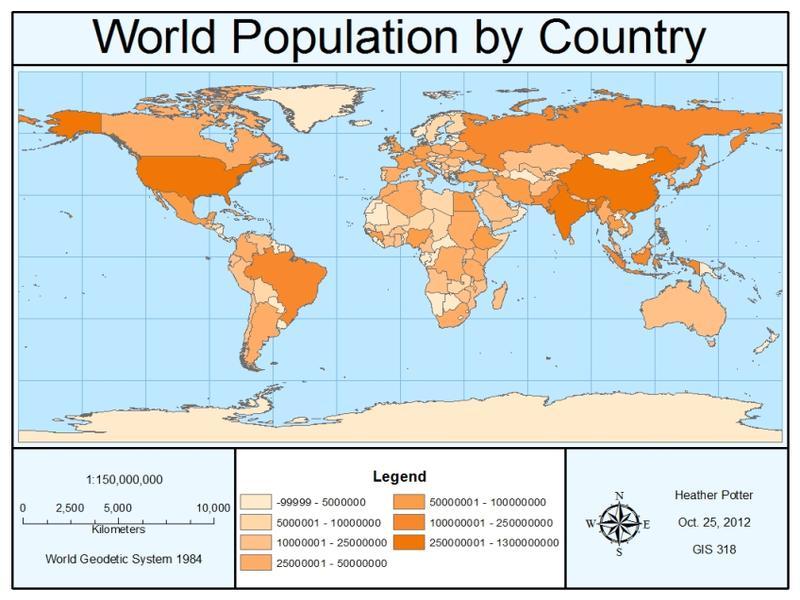 World Population by Country
1:150,000,000
0 2,500 5,000 10,000
Kilometers
World Geodetic System 1984
Legend
-99999 - 5000000
5000001 - 10000000
10000001 - 25000000
25000001 - 50000000
50000001 - 100000000
100000001 - 250000000
250000001 - 1300000000
N
W E
S
Heather Potter
Oct. 25, 2012
GIS 318